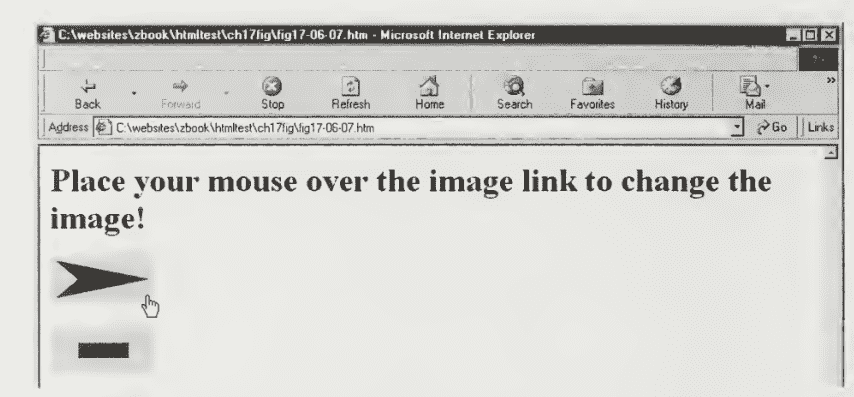 C:\websites\zbook\htmltest\ch17fig\fig17-06-07.htm - Microsoft Internet Explorer
Back Forward Stop Refresh Home Search Favorites History Mail »
Address C:\websites\zbook\htmltest\ch17fig\fig17-06-07.htm Go Links
Place your mouse over the image link to change the
image!